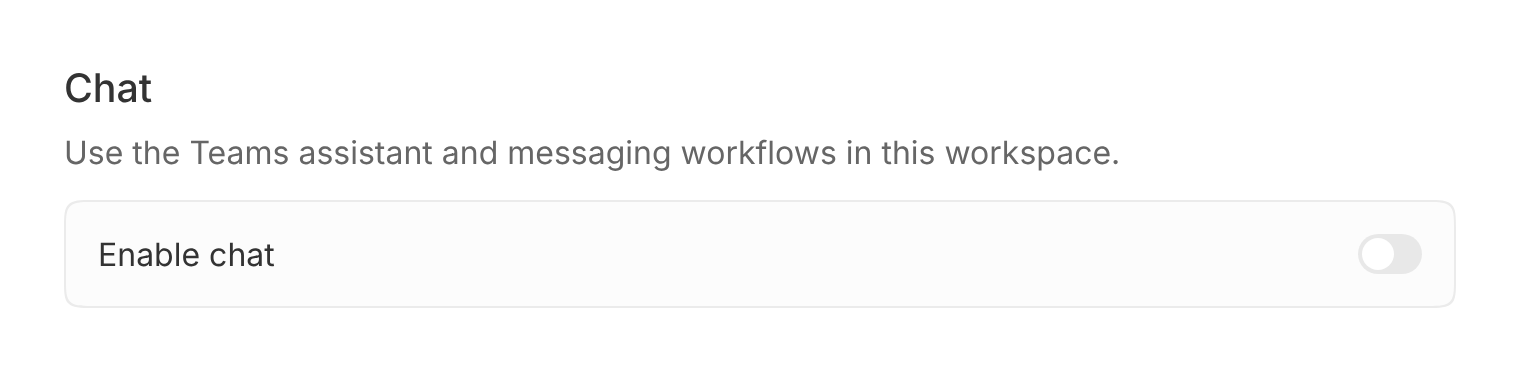 Chat
Use the Teams assistant and messaging workflows in this workspace.
Enable chat